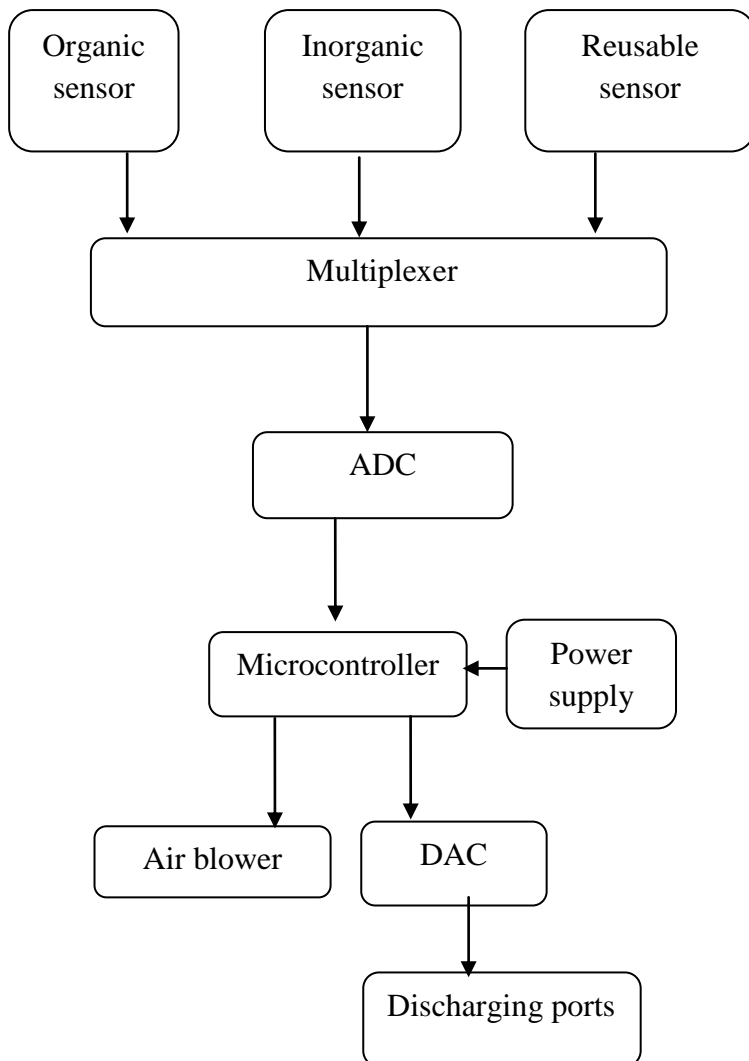 Organic
sensor
Inorganic
sensor
Reusable
sensor
Multiplexer
ADC
Microcontroller
Power
supply
Air blower
DAC
Discharging ports